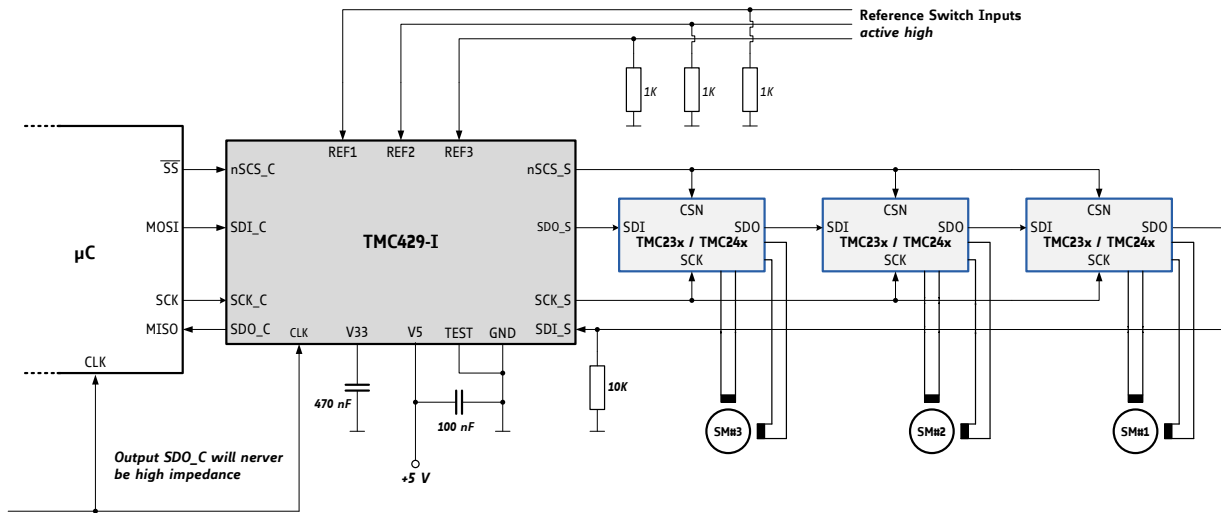 Reference Switch Inputs
active high
1K
1K
1K
REF1
REF2
REF3
SS
nSCS_C
nSCS_S
CSN
CSN
CSN
MOSI
SDI_C
TMC429-I
SDO_S
SDI
SDO
SDI
SDO
SDI
SDO
µC
TMC23x / TMC24x
TMC23x / TMC24x
TMC23x / TMC24x
SCK
SCK
SCK
SCK
SCK_C
SCK_S
MISO
SDO_C
CLK
V33
V5
TEST
GND
SDI_S
CLK
10K
470 nF
100 nF
SM#3
SM#2
SM#1
Output SDO_C will nerver
be high impedance
+5 V